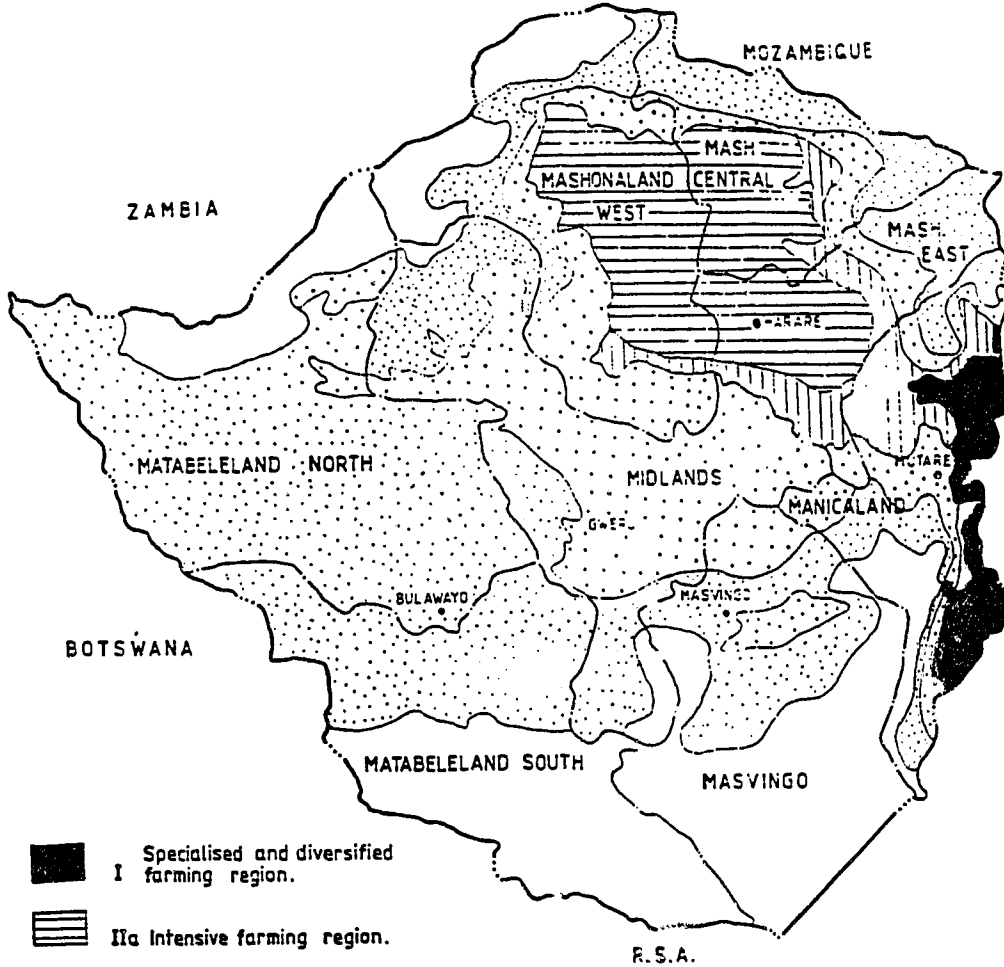 MOZAMBIQUE
MASH
MASHONALAND CENTRAL
WEST
ZAMBIA
MASH.
EAST
HARARE
MATABELELAND NORTH
MIDLANDS
MUTARE
MANICALAND
GWERU
BULAWAYO
MASVINGO
BOTSWANA
MATABELELAND SOUTH
MASVINGO
I Specialised and diversified
farming region.
IIa Intensive farming region.
R.S.A.